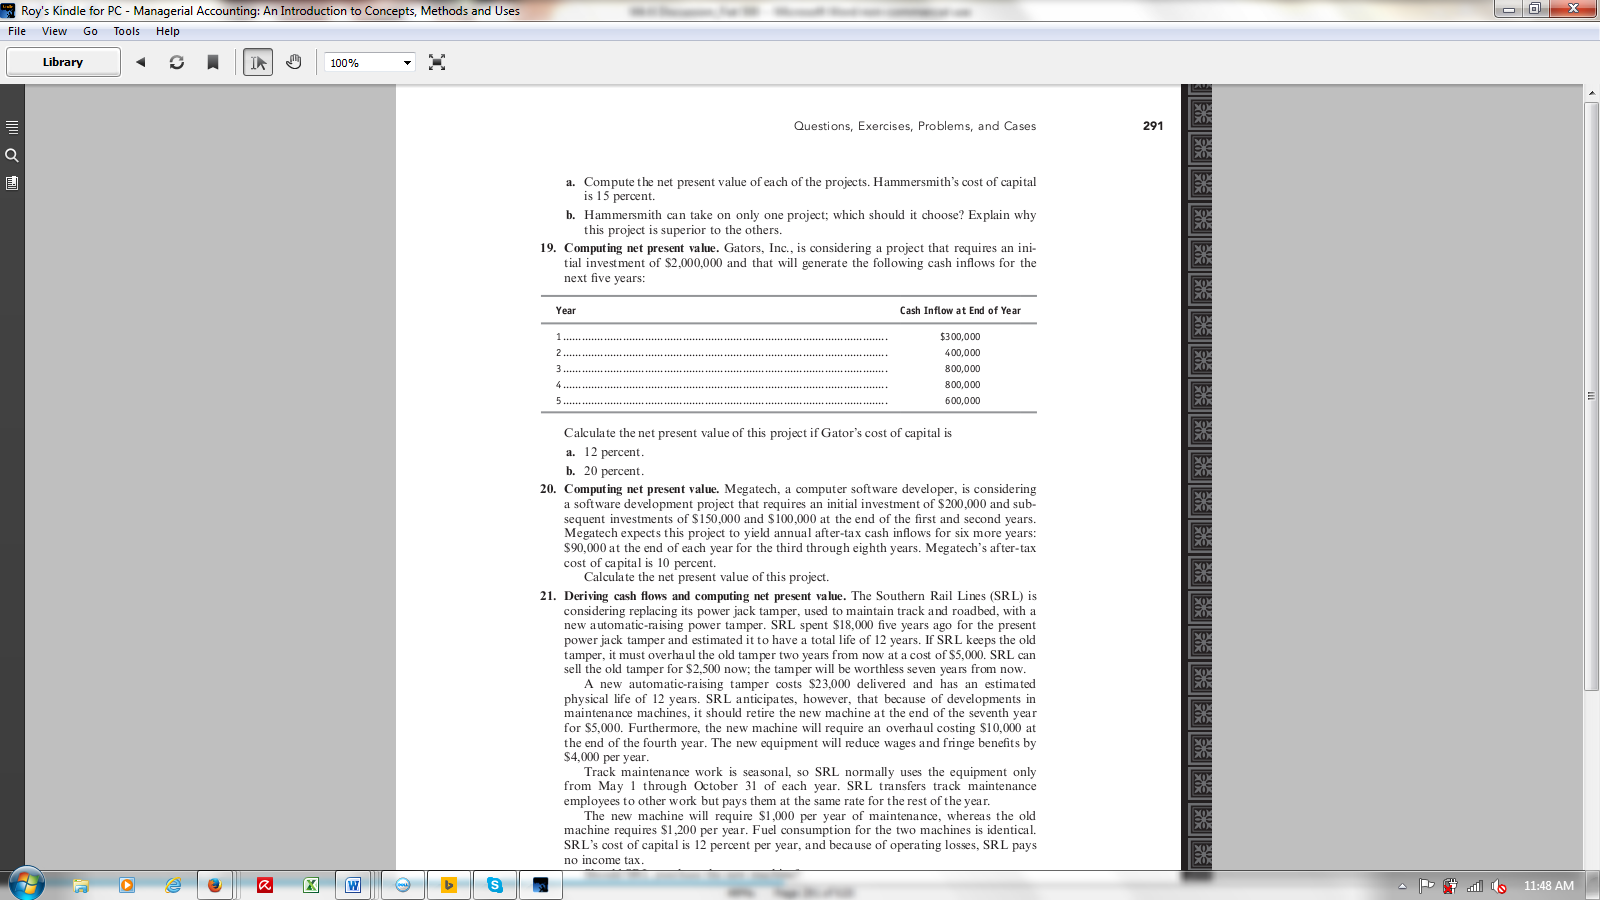 Roy's Kindle for PC - Managerial Accounting: An Introduction to Concepts, Methods and Uses
File View Go Tools Help
Library
100%
Questions, Exercises, Problems, and Cases 291
a. Compute the net present value of each of the projects. Hammersmith's cost of capital
is 15 percent.
b. Hammersmith can take on only one project; which should it choose? Explain why
this project is superior to the others.
19. Computing net present value. Gators, Inc., is considering a project that requires an ini-
tial investment of $2,000,000 and that will generate the following cash inflows for the
next five years:
Year Cash Inflow at End of Year
1 $300,000
2 400,000
3 800,000
4 800,000
5 600,000
Calculate the net present value of this project if Gator's cost of capital is
a. 12 percent.
b. 20 percent.
20. Computing net present value. Megatech, a computer software developer, is considering
a software development project that requires an initial investment of $200,000 and sub-
sequent investments of $150,000 and $100,000 at the end of the first and second years.
Megatech expects this project to yield annual after-tax cash inflows for six more years:
$90,000 at the end of each year for the third through eighth years. Megatech's after-tax
cost of capital is 10 percent.
Calculate the net present value of this project.
21. Deriving cash flows and computing net present value. The Southern Rail Lines (SRL) is
considering replacing its power jack tamper, used to maintain track and roadbed, with a
new automatic-raising power tamper. SRL spent $18,000 five years ago for the present
power jack tamper and estimated it to have a total life of 12 years. If SRL keeps the old
tamper, it must overhaul the old tamper two years from now at a cost of $5,000. SRL can
sell the old tamper for $2,500 now; the tamper will be worthless seven years from now.
A new automatic-raising tamper costs $23,000 delivered and has an estimated
physical life of 12 years. SRL anticipates, however, that because of developments in
maintenance machines, it should retire the new machine at the end of the seventh year
for $5,000. Furthermore, the new machine will require an overhaul costing $10,000 at
the end of the fourth year. The new equipment will reduce wages and fringe benefits by
$4,000 per year.
Track maintenance work is seasonal, so SRL normally uses the equipment only
from May 1 through October 31 of each year. SRL transfers track maintenance
employees to other work but pays them at the same rate for the rest of the year.
The new machine will require $1,000 per year of maintenance, whereas the old
machine requires $1,200 per year. Fuel consumption for the two machines is identical.
SRL's cost of capital is 12 percent per year, and because of operating losses, SRL pays
no income tax.
11:48 AM